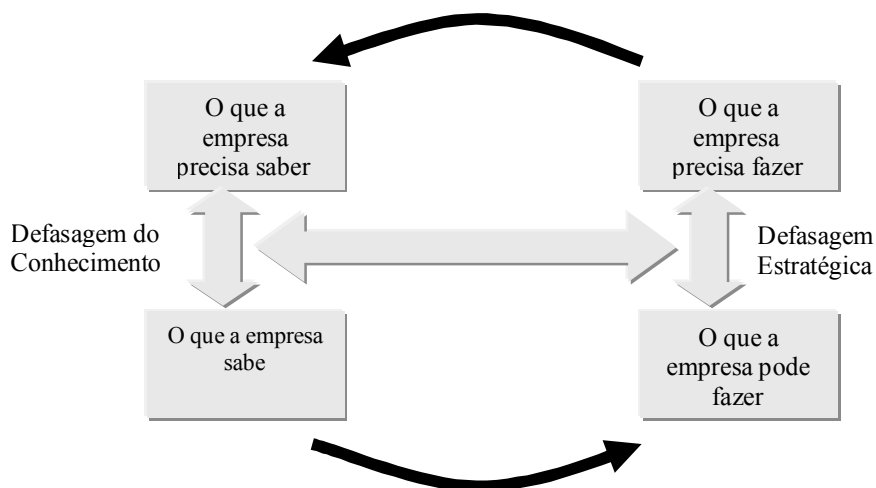 O que a
empresa
precisa saber
O que a
empresa
precisa fazer
Defasagem do
Conhecimento
Defasagem
Estratégica
O que a empresa
sabe
O que a
empresa pode
fazer